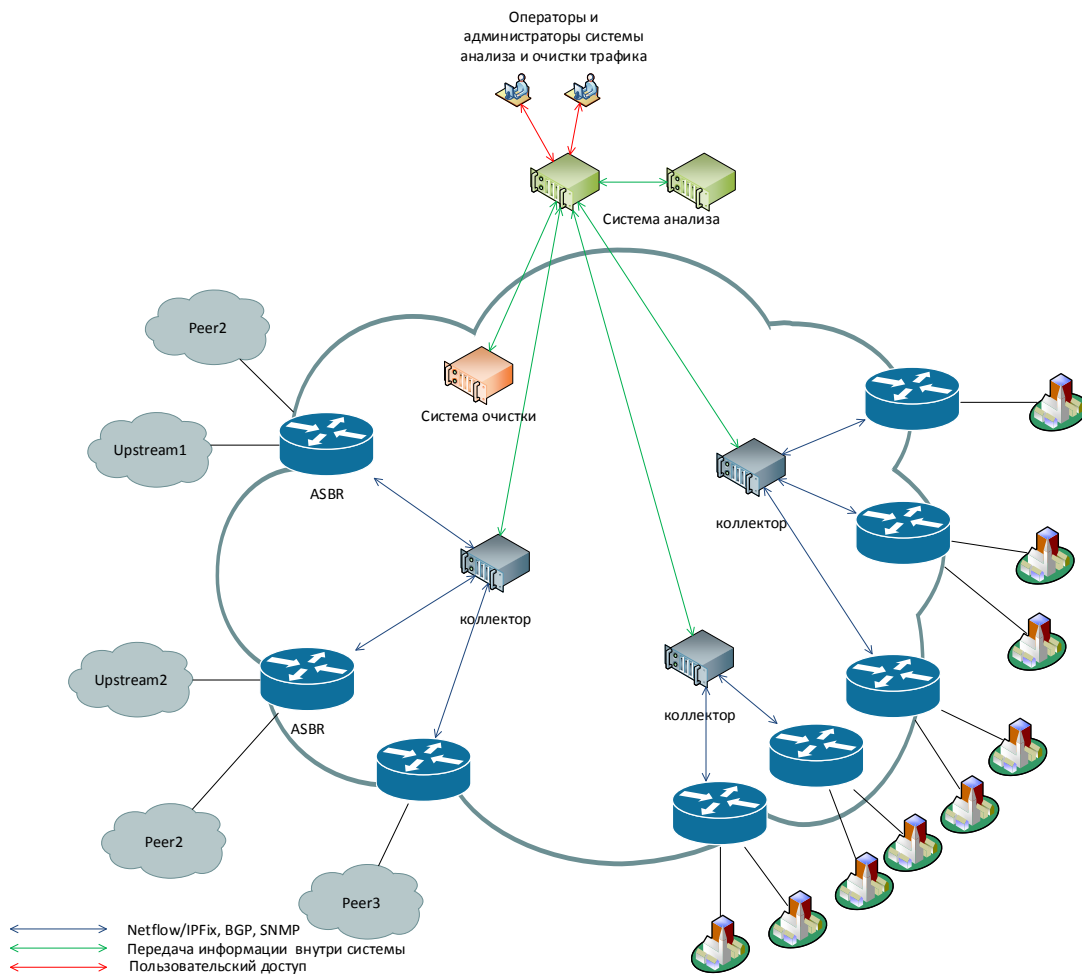 Операторы и
администраторы системы
анализа и очистки трафика
Система анализа
Peer2
Система очистки
Upstream1
ASBR
коллектор
коллектор
Upstream2
коллектор
ASBR
Peer2
Peer3
Netflow/IPFix, BGP, SNMP
Передача информации внутри системы
Пользовательский доступ